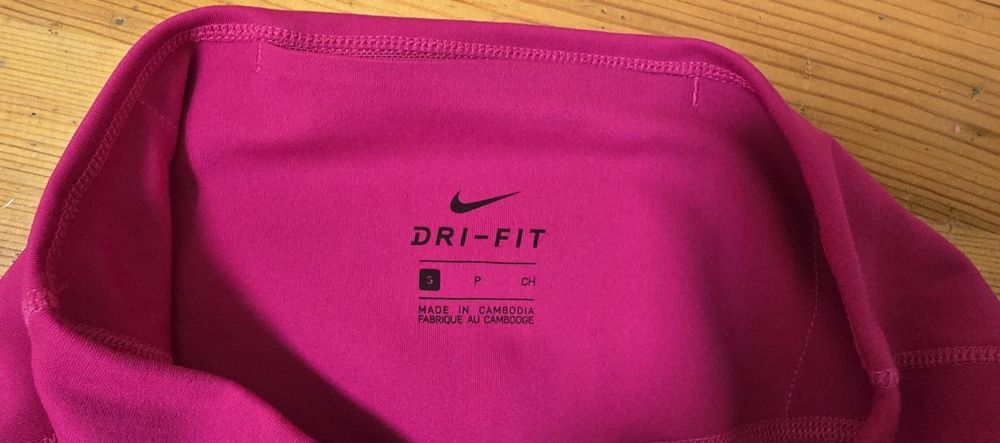 DRI-FIT
S P CH
MADE IN CAMBODIA
FABRIQUE AU CAMBODGE